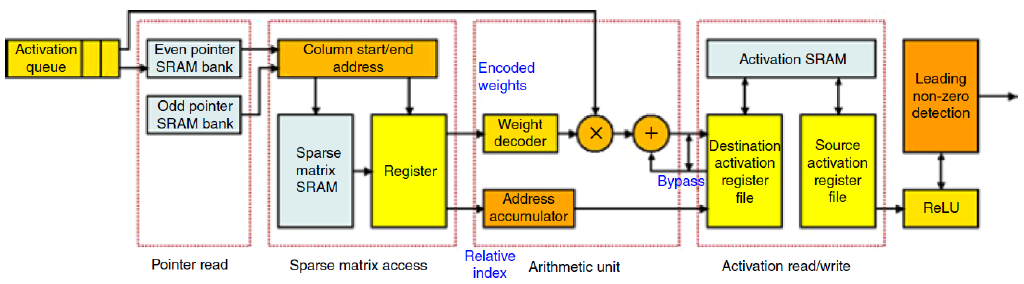 Activation
queue
Even pointer
SRAM bank
Odd pointer
SRAM bank
Pointer read
Column start/end
address
Sparse
matrix
SRAM
Register
Sparse matrix access
Encoded
weights
Weight
decoder
×
+
Bypass
Address
accumulator
Relative
index
Arithmetic unit
Activation SRAM
Destination
activation
register
file
Source
activation
register
file
Activation read/write
Leading
non-zero
detection
ReLU